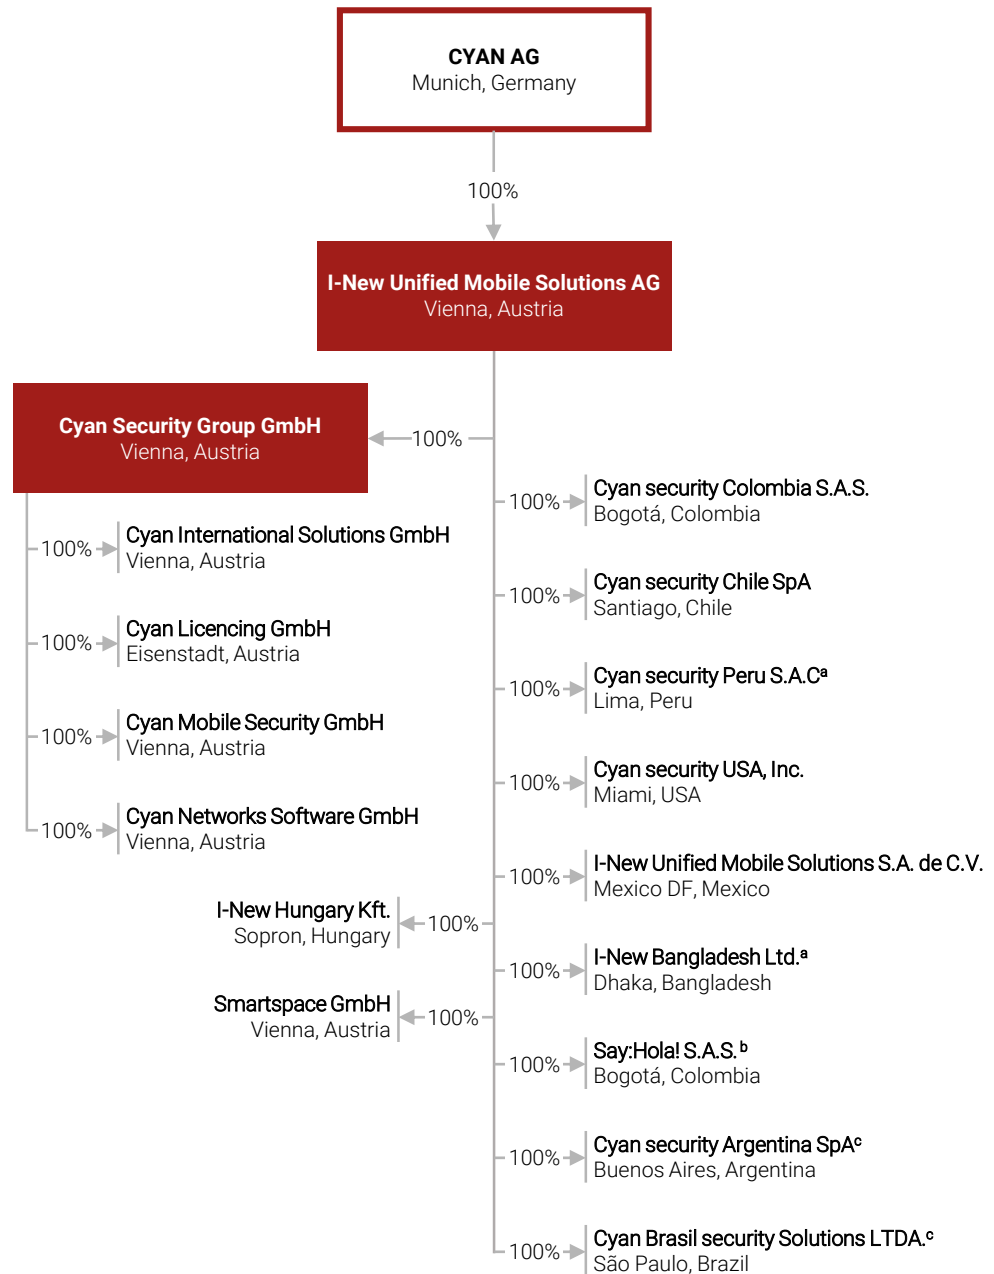 CYAN AG
Munich, Germany
100%
I-New Unified Mobile Solutions AG
Vienna, Austria
Cyan Security Group GmbH
Vienna, Austria
100%
100%
Cyan International Solutions GmbH
Vienna, Austria
100%
Cyan Licencing GmbH
Eisenstadt, Austria
100%
Cyan Mobile Security GmbH
Vienna, Austria
100%
Cyan Networks Software GmbH
Vienna, Austria
I-New Hungary Kft.
Sopron, Hungary
100%
Smartspace GmbH
Vienna, Austria
100%
100%
Cyan security Colombia S.A.S.
Bogotá, Colombia
100%
Cyan security Chile SpA
Santiago, Chile
100%
Cyan security Peru S.A.Cª
Lima, Peru
100%
Cyan security USA, Inc.
Miami, USA
100%
I-New Unified Mobile Solutions S.A. de C.V.
Mexico DF, Mexico
100%
I-New Bangladesh Ltd.ª
Dhaka, Bangladesh
100%
Say:Hola! S.A.S. ᵇ
Bogotá, Colombia
100%
Cyan security Argentina SpAᶜ
Buenos Aires, Argentina
100%
Cyan Brasil security Solutions LTDA.ᶜ
São Paulo, Brazil